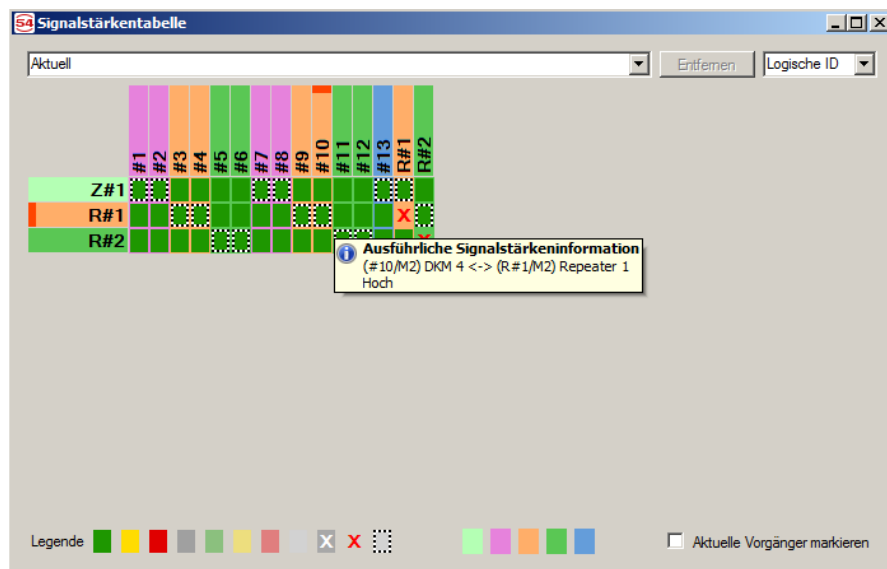 54 Signalstärkentabelle
Aktuell
Entfernen
Logische ID
#1 #2 #3 #4 #5 #6 #7 #8 #9 #10 #11 #12 #13 R#1 R#2
Z#1
R#1 X
R#2 X
Ausführliche Signalstärkeninformation
(#10/M2) DKM 4 <-> (R#1/M2) Repeater 1
Hoch
Legende X X Aktuelle Vorgänger markieren